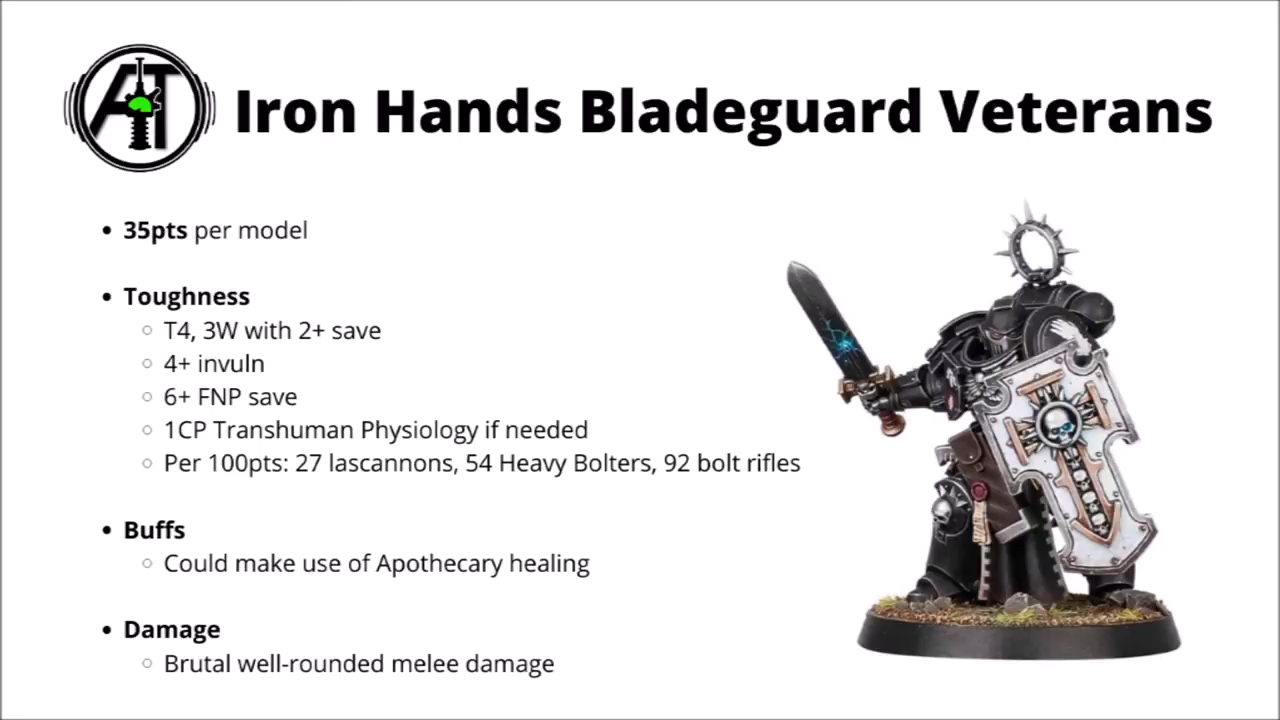 AT
Iron Hands Bladeguard Veterans
• 35pts per model
• Toughness
○ T4, 3W with 2+ save
○ 4+ invuln
○ 6+ FNP save
○ 1CP Transhuman Physiology if needed
○ Per 100pts: 27 lascannons, 54 Heavy Bolters, 92 bolt rifles
• Buffs
○ Could make use of Apothecary healing
• Damage
○ Brutal well-rounded melee damage